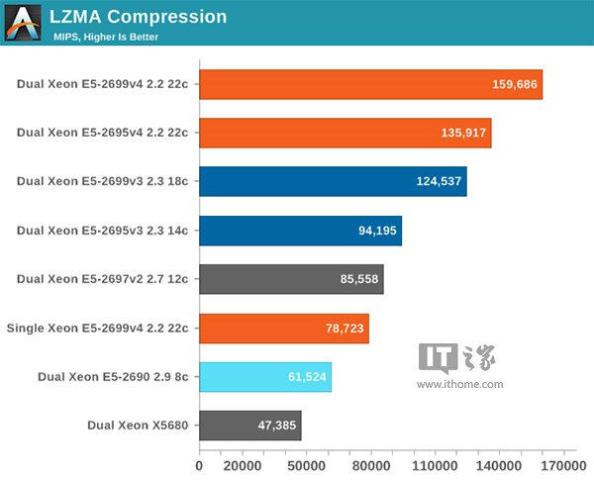 LZMA Compression
MIPS, Higher Is Better
Dual Xeon E5-2699v4 2.2 22c
159,686
Dual Xeon E5-2695v4 2.2 22c
135,917
Dual Xeon E5-2699v3 2.3 18c
124,537
Dual Xeon E5-2695v3 2.3 14c
94,195
Dual Xeon E5-2697v2 2.7 12c
85,558
Single Xeon E5-2699v4 2.2 22c
78,723
Dual Xeon E5-2690 2.9 8c
61,524
Dual Xeon X5680
47,385
IT之家
www.ithome.com
0 20000 50000 80000 110000 140000 170000